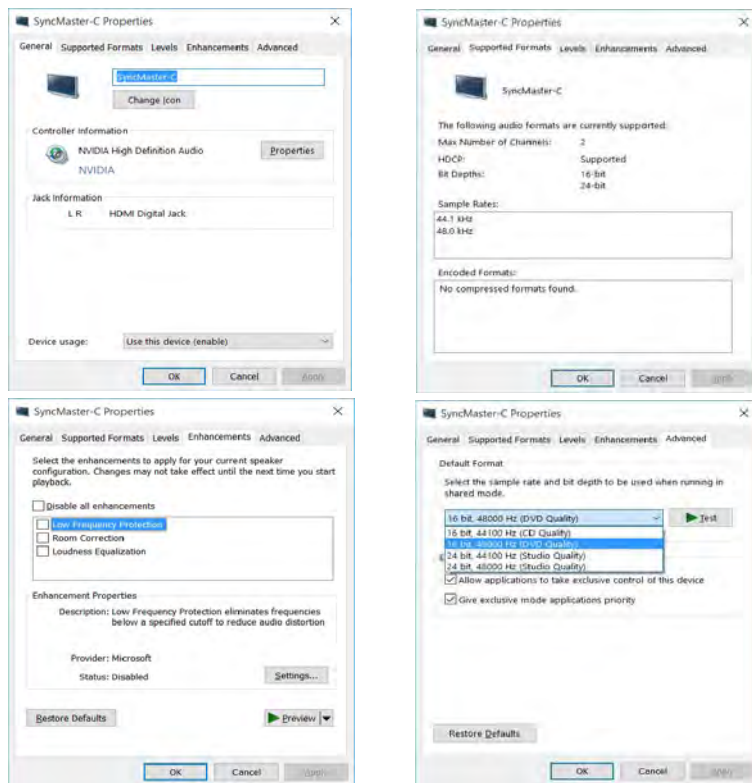 SyncMaster-C Properties
General Supported Formats Levels Enhancements Advanced
SyncMaster-C
Change Icon
Controller Information
NVIDIA High Definition Audio
Properties
NVIDIA
Jack Information
L R HDMI Digital Jack
Device usage: Use this device (enable)
OK Cancel Apply
SyncMaster-C Properties
General Supported Formats Levels Enhancements Advanced
SyncMaster-C
The following audio formats are currently supported:
Max Number of Channels: 2
HDCP: Supported
Bit Depths: 16-bit
24-bit
Sample Rates:
44.1 kHz
48.0 kHz
Encoded Formats:
No compressed formats found.
OK Cancel Apply
SyncMaster-C Properties
General Supported Formats Levels Enhancements Advanced
Select the enhancements to apply for your current speaker
configuration. Changes may not take effect until the next time you start
playback.
Disable all enhancements
Low Frequency Protection
Room Correction
Loudness Equalization
Enhancement Properties
Description: Low Frequency Protection eliminates frequencies
below a specified cutoff to reduce audio distortion
Provider: Microsoft
Status: Disabled
Settings...
Restore Defaults
Preview
OK Cancel Apply
SyncMaster-C Properties
General Supported Formats Levels Enhancements Advanced
Default Format
Select the sample rate and bit depth to be used when running in
shared mode.
16 bit, 48000 Hz (DVD Quality)
Test
16 bit, 44100 Hz (CD Quality)
16 bit, 48000 Hz (DVD Quality)
24 bit, 44100 Hz (Studio Quality)
24 bit, 48000 Hz (Studio Quality)
Allow applications to take exclusive control of this device
Give exclusive mode applications priority
Restore Defaults
OK Cancel Apply